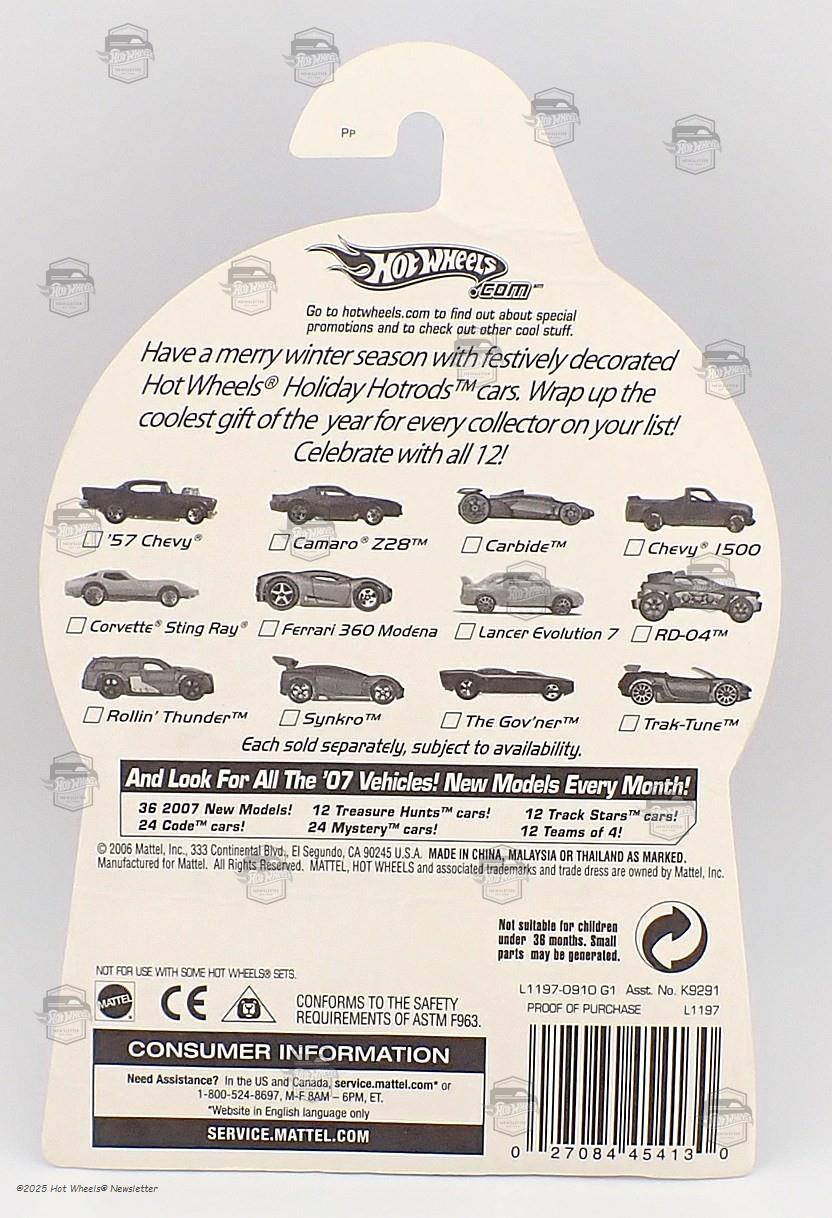 PP
HOT WHEELS
.COM™
Go to hotwheels.com to find out about special
promotions and to check out other cool stuff.
Have a merry winter season with festively decorated
Hot Wheels® Holiday Hotrods™ cars. Wrap up the
coolest gift of the year for every collector on your list!
Celebrate with all 12!
'57 Chevy® Camaro® Z28™ Carbide™ Chevy® 1500
Corvette® Sting Ray® Ferrari 360 Modena Lancer Evolution 7 RD-04™
Rollin' Thunder™ Synkro™ The Gov'ner™ Trak-Tune™
Each sold separately, subject to availability.
And Look For All The '07 Vehicles! New Models Every Month!
36 2007 New Models! 12 Treasure Hunts™ cars! 12 Track Stars™ cars!
24 Code™ cars! 24 Mystery™ cars! 12 Teams of 4!
© 2006 Mattel, Inc., 333 Continental Blvd., El Segundo, CA 90245 U.S.A. MADE IN CHINA, MALAYSIA OR THAILAND AS MARKED.
Manufactured for Mattel. All Rights Reserved. MATTEL, HOT WHEELS and associated trademarks and trade dress are owned by Mattel, Inc.
Not suitable for children
under 36 months. Small
parts may be generated.
NOT FOR USE WITH SOME HOT WHEELS® SETS.
MATTEL CE
CONFORMS TO THE SAFETY
REQUIREMENTS OF ASTM F963.
L1197-0910 G1 Asst. No. K9291
PROOF OF PURCHASE L1197
CONSUMER INFORMATION
Need Assistance? In the US and Canada, service.mattel.com* or
1-800-524-8697, M-F 8AM – 6PM, ET.
*Website in English language only
SERVICE.MATTEL.COM
0 27084 45413 0
©2025 Hot Wheels® Newsletter